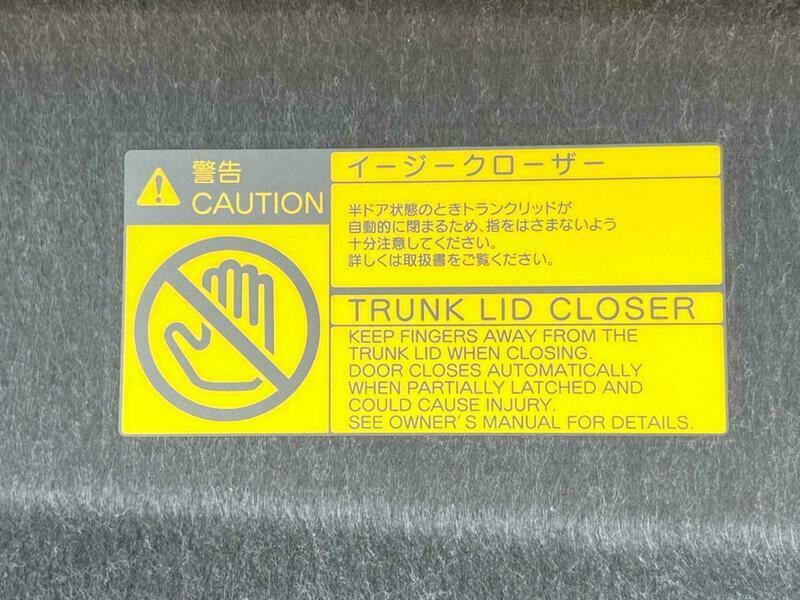 警告
CAUTION
イージークローザー
半ドア状態のときトランクリッドが
自動的に閉まるため、指をはさまないよう
十分注意してください。
詳しくは取扱書をご覧ください。
TRUNK LID CLOSER
KEEP FINGERS AWAY FROM THE
TRUNK LID WHEN CLOSING.
DOOR CLOSES AUTOMATICALLY
WHEN PARTIALLY LATCHED AND
COULD CAUSE INJURY.
SEE OWNER'S MANUAL FOR DETAILS.